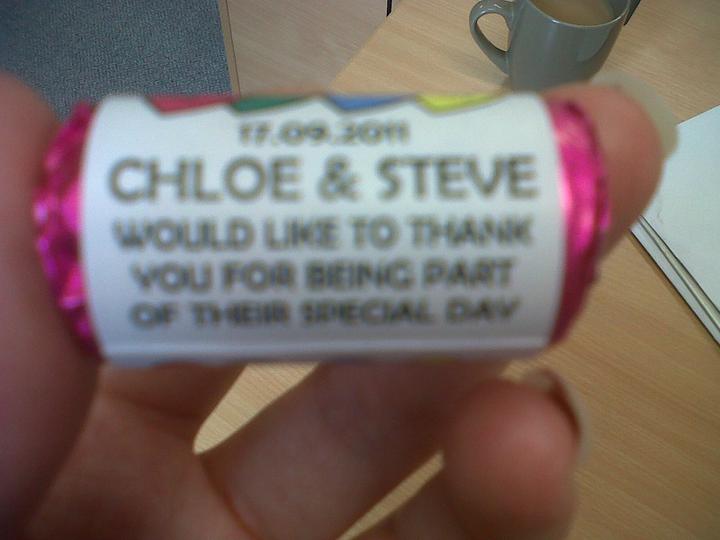 17.09.2011
CHLOE & STEVE
WOULD LIKE TO THANK
YOU FOR BEING PART
OF THEIR SPECIAL DAY